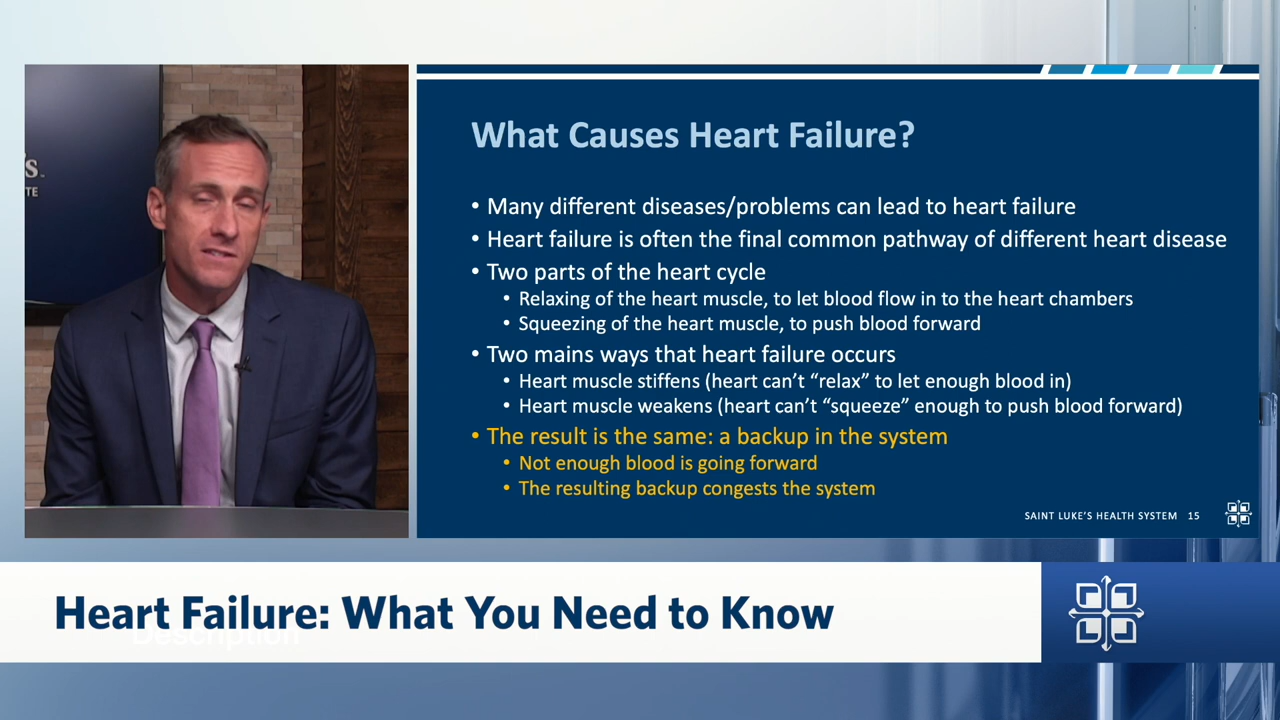 s
TE
What Causes Heart Failure?
• Many different diseases/problems can lead to heart failure
• Heart failure is often the final common pathway of different heart disease
• Two parts of the heart cycle
• Relaxing of the heart muscle, to let blood flow in to the heart chambers
• Squeezing of the heart muscle, to push blood forward
• Two mains ways that heart failure occurs
• Heart muscle stiffens (heart can’t “relax” to let enough blood in)
• Heart muscle weakens (heart can’t “squeeze” enough to push blood forward)
• The result is the same: a backup in the system
• Not enough blood is going forward
• The resulting backup congests the system
SAINT LUKE’S HEALTH SYSTEM 15
Heart Failure: What You Need to Know
Description